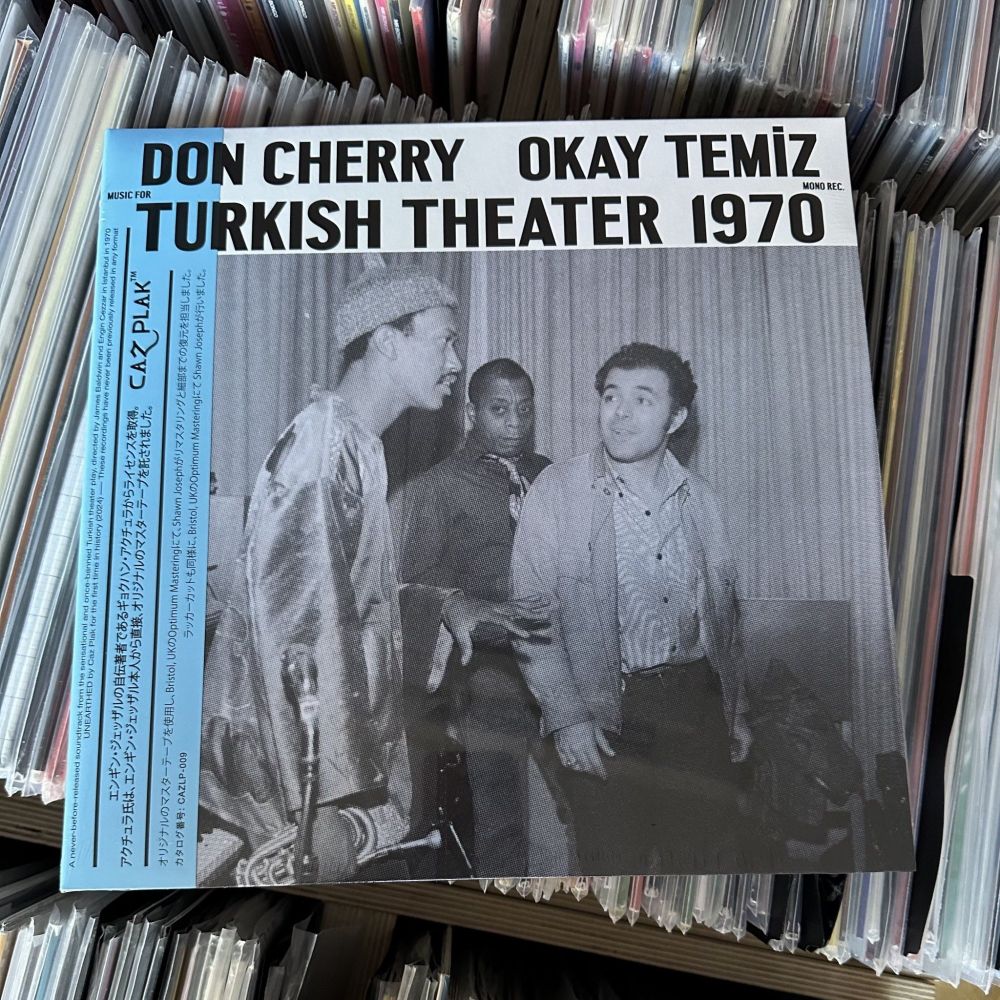 DON CHERRY OKAY TEMİZ
MUSIC FOR
MONO REC.
TURKISH THEATER 1970
A never-before-released soundtrack from the sensational and once-banned Turkish theater play, directed by James Baldwin and Engin Cezzar in Istanbul in 1970
UNEARTHED by Caz Plak for the first time in history (2024) — These recordings have never been previously released in any format
エンギン・ジェッザルの自伝著者であるギョクハン・アクチュラからライセンスを取得。
アクチュラ氏は、エンギン・ジェッザル本人から直接、オリジナルのマスターテープを託されました。
CAZ PLAK™
オリジナルのマスターテープを使用し、Bristol, UKのOptimum Masteringにて、Shawn Josephがリマスタリングと細部までの復元を担当しました。
ラッカーカットも同様に、Bristol, UKのOptimum Masteringにて Shawn Josephが行いました。
カタログ番号: CAZLP-009